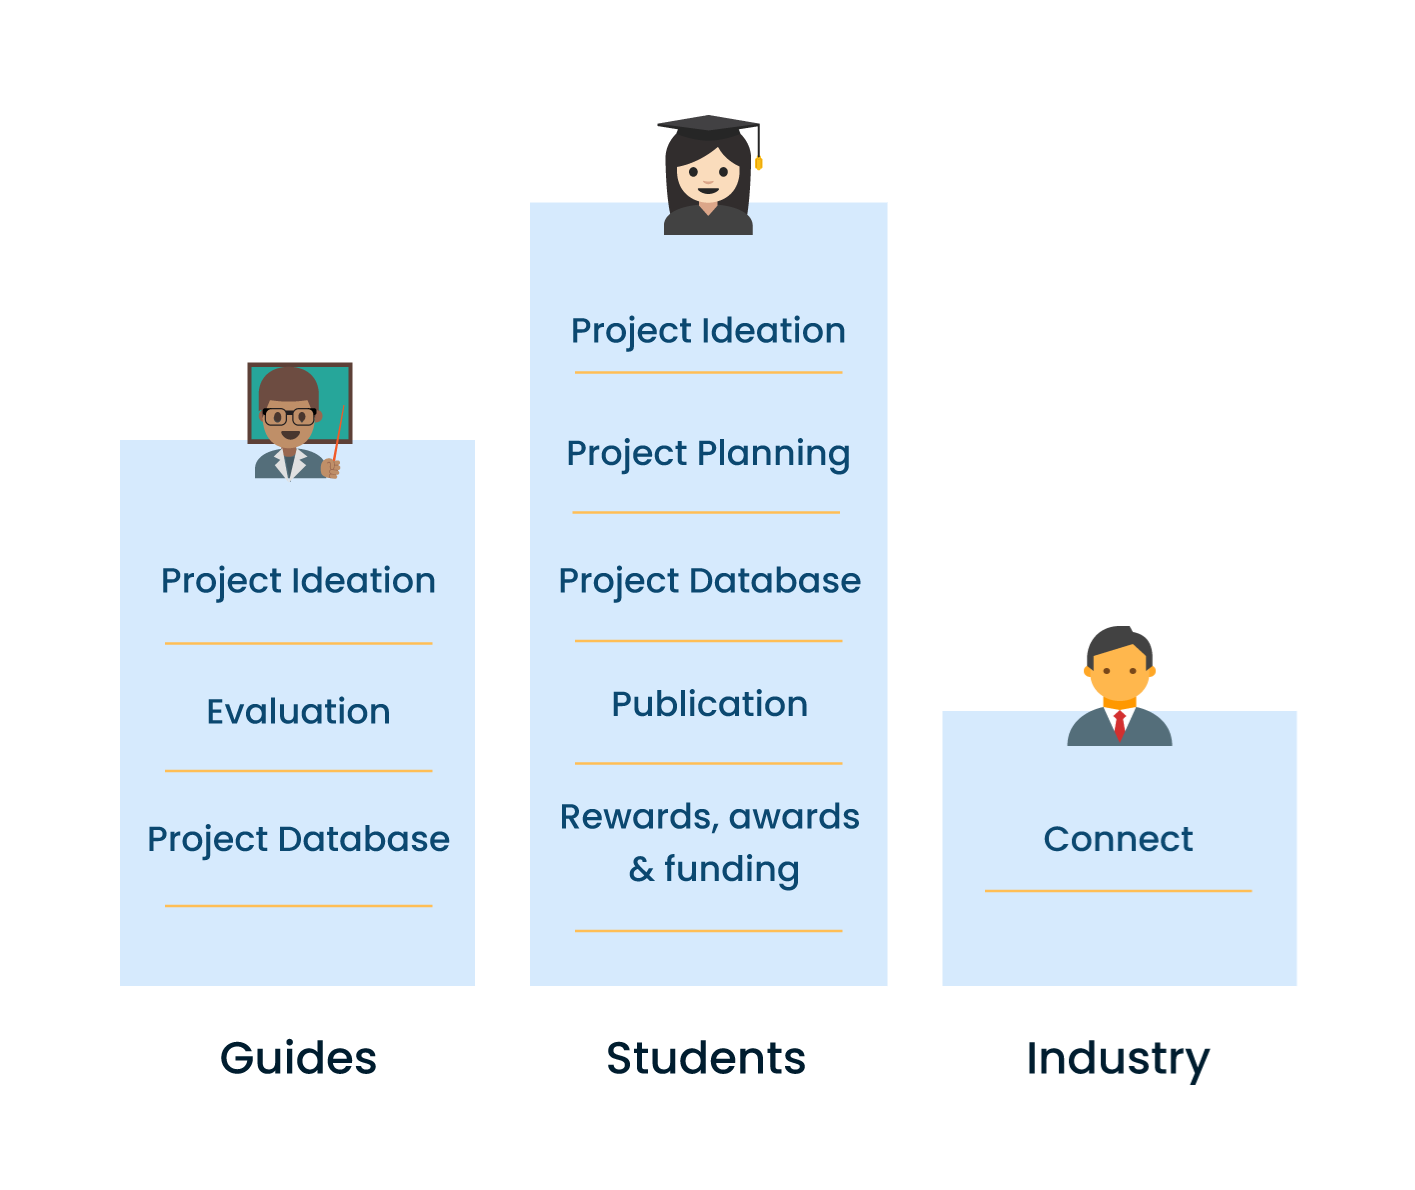 Project Ideation
Evaluation
Project Database
Guides
Project Ideation
Project Planning
Project Database
Publication
Rewards, awards
& funding
Students
Connect
Industry